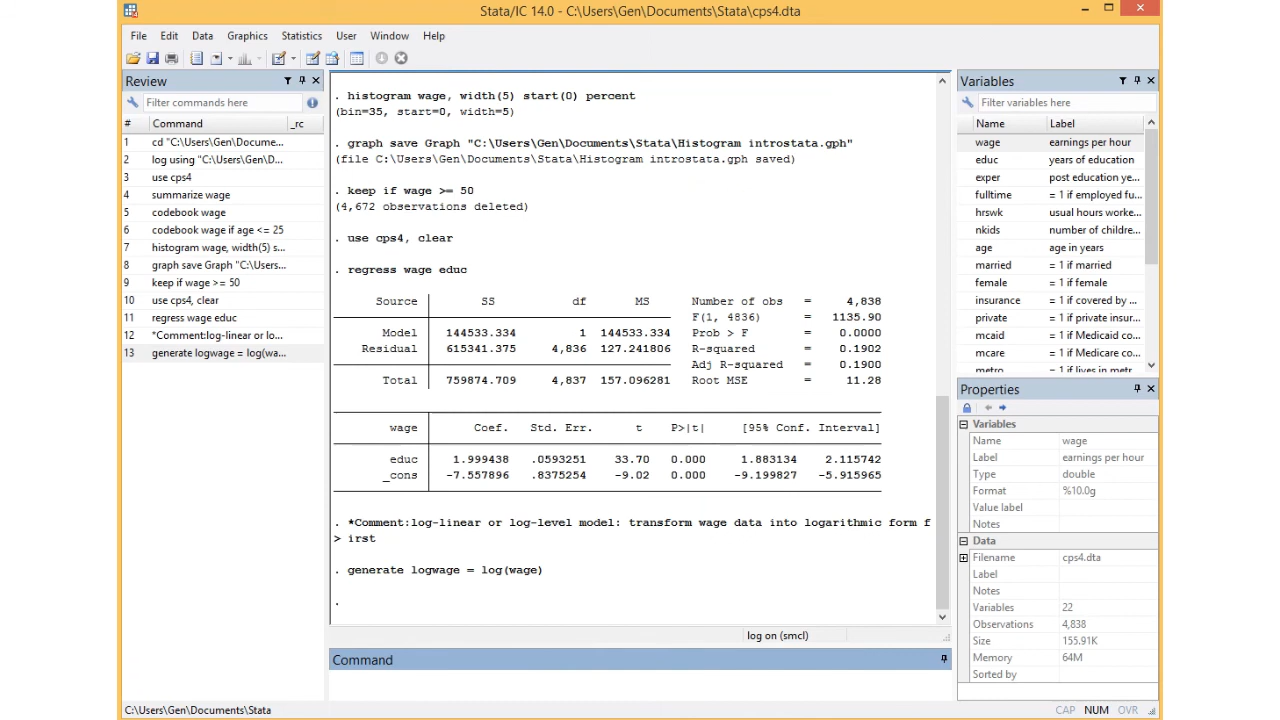 Stata/IC 14.0 - C:\Users\Gen\Documents\Stata\cps4.dta
File Edit Data Graphics Statistics User Window Help
Review
Filter commands here
# Command _rc
1 cd "C:\Users\Gen\Docume...
2 log using "C:\Users\Gen\D...
3 use cps4
4 summarize wage
5 codebook wage
6 codebook wage if age <= 25
7 histogram wage, width(5) s...
8 graph save Graph "C:\Users...
9 keep if wage >= 50
10 use cps4, clear
11 regress wage educ
12 *Comment:log-linear or lo...
13 generate logwage = log(wa...
. histogram wage, width(5) start(0) percent
(bin=35, start=0, width=5)
. graph save Graph "C:\Users\Gen\Documents\Stata\Histogram introstata.gph"
(file C:\Users\Gen\Documents\Stata\Histogram introstata.gph saved)
. keep if wage >= 50
(4,672 observations deleted)
. use cps4, clear
. regress wage educ
Source SS df MS Number of obs = 4,838
F(1, 4836) = 1135.90
Model 144533.334 1 144533.334 Prob > F = 0.0000
Residual 615341.375 4,836 127.241806 R-squared = 0.1902
Adj R-squared = 0.1900
Total 759874.709 4,837 157.096281 Root MSE = 11.28
wage Coef. Std. Err. t P>|t| [95% Conf. Interval]
educ 1.999438 .0593251 33.70 0.000 1.883134 2.115742
_cons -7.557896 .8375254 -9.02 0.000 -9.199827 -5.915965
. *Comment:log-linear or log-level model: transform wage data into logarithmic form f
> irst
. generate logwage = log(wage)
.
log on (smcl)
Command
Variables
Filter variables here
Name Label
wage earnings per hour
educ years of education
exper post education ye...
fulltime = 1 if employed fu...
hrswk usual hours worke...
nkids number of childre...
age age in years
married = 1 if married
female = 1 if female
insurance = 1 if covered by ...
private = 1 if private insur...
mcaid = 1 if Medicaid co...
mcare = 1 if Medicare co...
metro = 1 if lives in metr...
Properties
Variables
Name wage
Label earnings per hour
Type double
Format %10.0g
Value label
Notes
Data
Filename cps4.dta
Label
Notes
Variables 22
Observations 4,838
Size 155.91K
Memory 64M
Sorted by
C:\Users\Gen\Documents\Stata
CAP NUM OVR